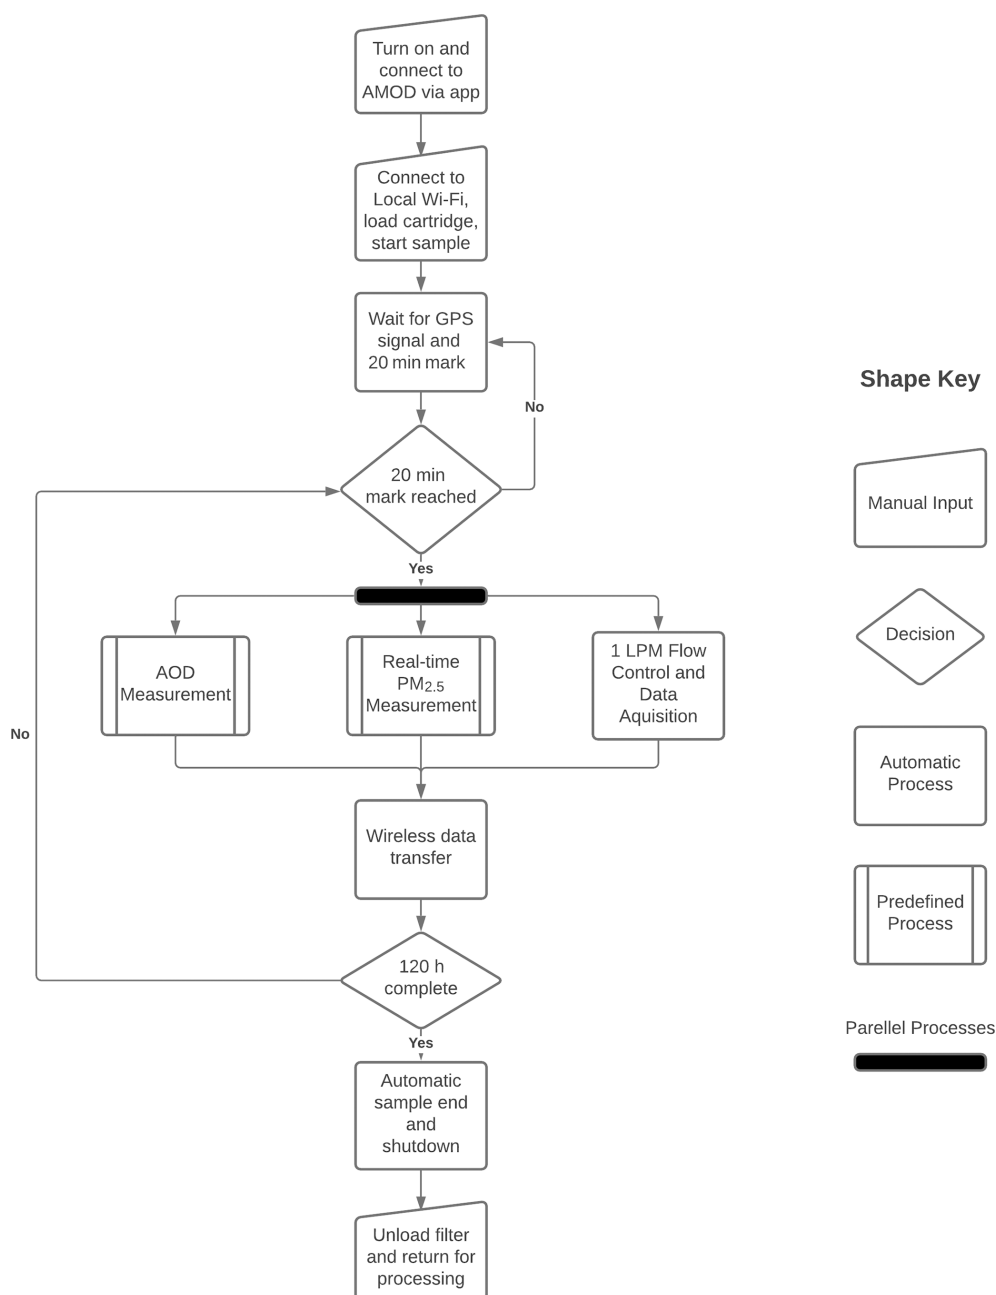 Turn on and
connect to
AMOD via app
Connect to
Local Wi-Fi,
load cartridge,
start sample
Wait for GPS
signal and
20 min mark
No
20 min
mark reached
Yes
AOD
Measurement
Real-time
PM2.5
Measurement
1 LPM Flow
Control and
Data
Aquisition
No
Wireless data
transfer
120 h
complete
Yes
Automatic
sample end
and
shutdown
Unload filter
and return for
processing
Shape Key
Manual Input
Decision
Automatic
Process
Predefined
Process
Parellel Processes